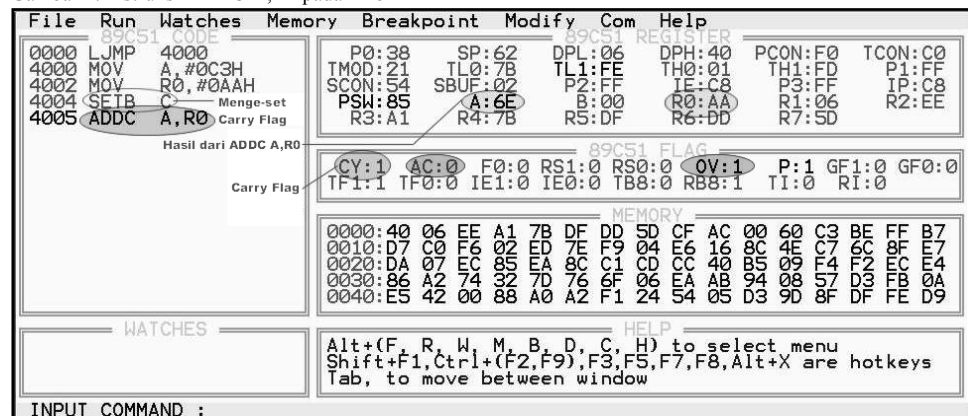 File Run Watches Memory Breakpoint Modify Com Help
89C51 CODE
0000 LJMP 4000
4000 MOV A,#0C3H
4002 MOV R0,#0AAH
4004 SETB C
Menge-set
4005 ADDC A,R0
Carry Flag
Hasil dari ADDC A,R0
Carry Flag
89C51 REGISTER
P0:38 SP:62 DPL:06 DPH:40 PCON:F0 TCON:C0
TMOD:21 TL0:7B TL1:FE TH0:01 TH1:FD P1:FF
SCON:54 SBUF:02 P2:FF IE:C8 P3:FF IP:C8
PSW:85 A:6E B:00 R0:AA R1:06 R2:EE
R3:A1 R4:7B R5:DF R6:DD R7:5D
89C51 FLAG
CY:1 AC:0 F0:0 RS1:0 RS0:0 OV:1 P:1 GF1:0 GF0:0
TF1:1 TF0:0 IE1:0 IE0:0 TB8:0 RB8:1 TI:0 RI:0
MEMORY
0000:40 06 EE A1 7B DF DD 5D CF AC 00 60 C3 BE FF B7
0010:D7 C0 F6 02 ED 7E F9 04 E6 16 8C 4E C7 6C 8F E7
0020:DA 07 EC 85 EA 8C C1 CD CC 40 B5 09 F4 F2 EC E4
0030:86 A2 74 32 7D 76 6F 06 EA AB 94 08 57 D3 FB 0A
0040:E5 42 00 88 A0 A2 F1 24 54 05 D3 9D 8F DF FE D9
WATCHES
HELP
Alt+(F, R, W, M, B, D, C, H) to select menu
Shift+F1,Ctrl+(F2,F9),F3,F5,F7,F8,Alt+X are hotkeys
Tab, to move between window
INPUT COMMAND :